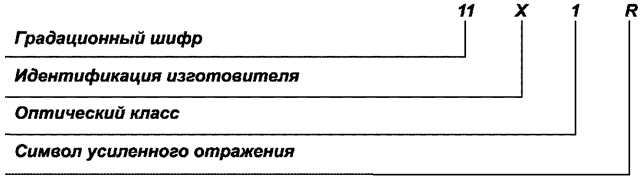 11 X 1 R
Градационный шифр
Идентификация изготовителя
Оптический класс
Символ усиленного отражения